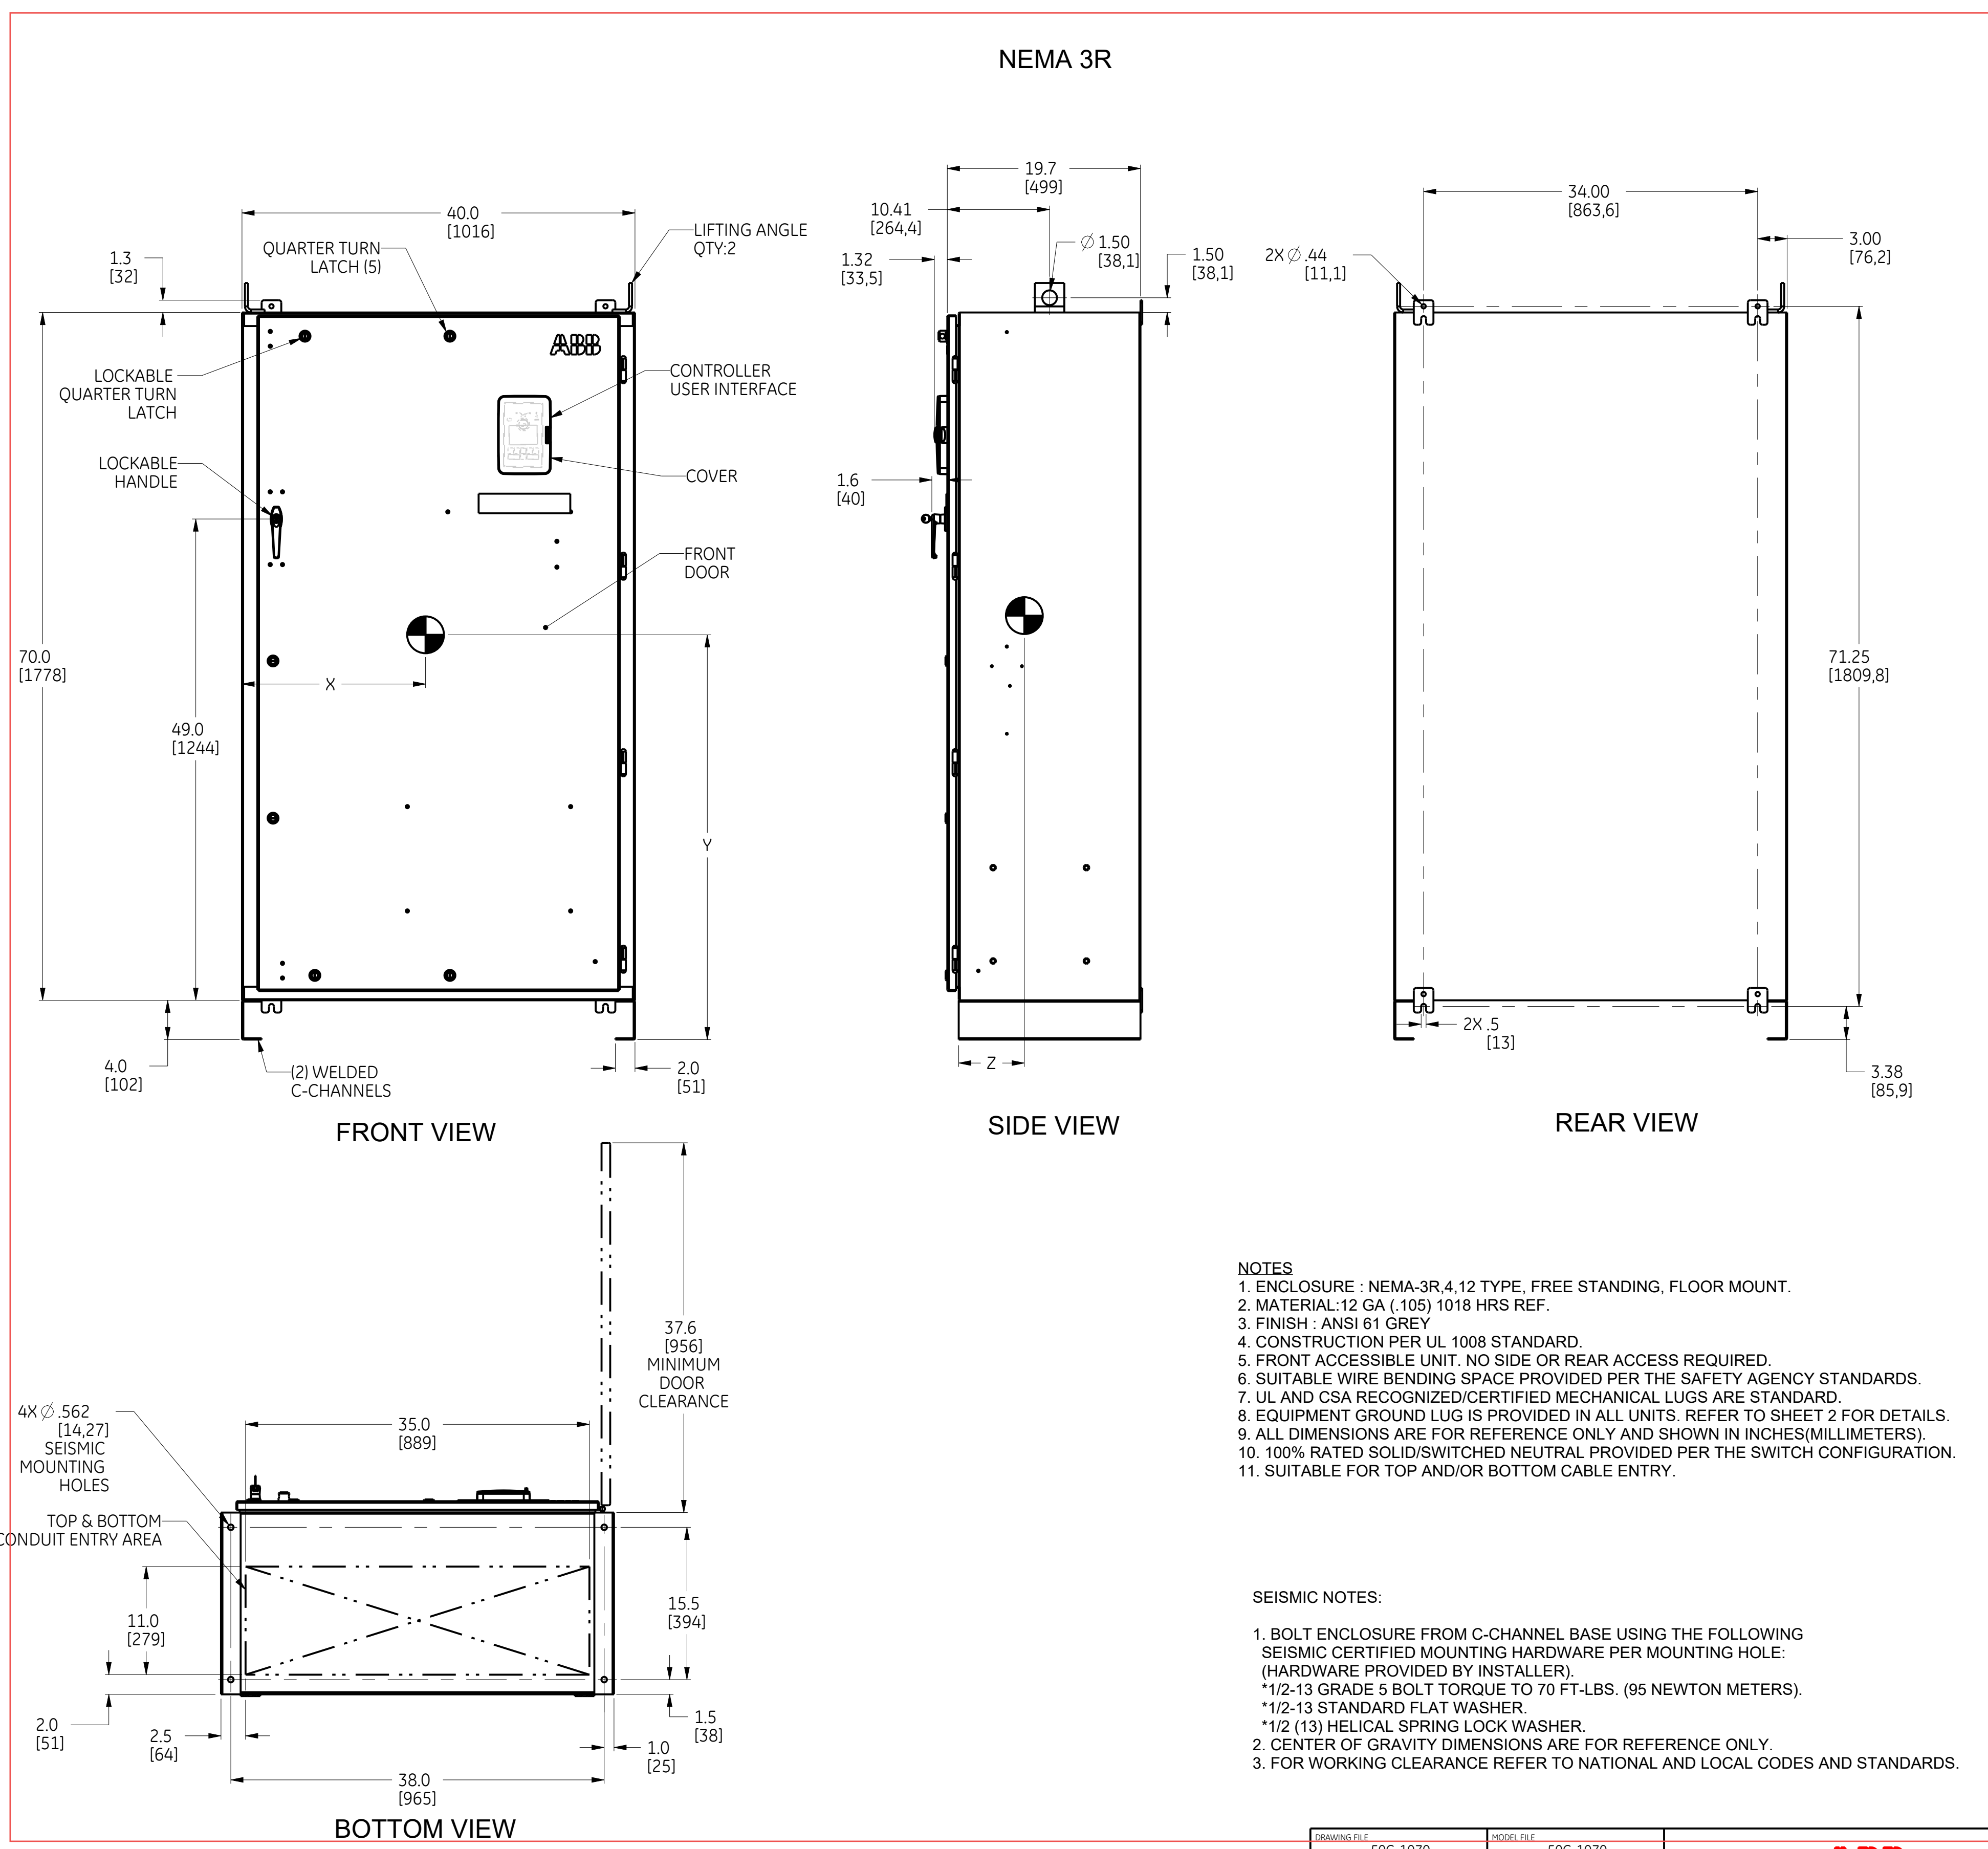 NEMA 3R
40.0
[1016]
QUARTER TURN
LATCH (5)
LIFTING ANGLE
QTY:2
1.3
[32]
ABB
LOCKABLE
QUARTER TURN
LATCH
CONTROLLER
USER INTERFACE
LOCKABLE
HANDLE
COVER
FRONT
DOOR
70.0
[1778]
X
49.0
[1244]
Y
4.0
[102]
(2) WELDED
C-CHANNELS
2.0
[51]
FRONT VIEW
19.7
[499]
10.41
[264,4]
⌀ 1.50
[38,1]
1.32
[33,5]
1.50
[38,1]
1.6
[40]
Z
SIDE VIEW
34.00
[863,6]
3.00
[76,2]
2X ⌀ .44
[11,1]
71.25
[1809,8]
2X .5
[13]
3.38
[85,9]
REAR VIEW
37.6
[956]
MINIMUM
DOOR
CLEARANCE
4X ⌀ .562
[14,27]
SEISMIC
MOUNTING
HOLES
35.0
[889]
TOP & BOTTOM
CONDUIT ENTRY AREA
11.0
[279]
15.5
[394]
2.0
[51]
2.5
[64]
1.5
[38]
1.0
[25]
38.0
[965]
BOTTOM VIEW
NOTES
1. ENCLOSURE : NEMA-3R,4,12 TYPE, FREE STANDING, FLOOR MOUNT.
2. MATERIAL:12 GA (.105) 1018 HRS REF.
3. FINISH : ANSI 61 GREY
4. CONSTRUCTION PER UL 1008 STANDARD.
5. FRONT ACCESSIBLE UNIT. NO SIDE OR REAR ACCESS REQUIRED.
6. SUITABLE WIRE BENDING SPACE PROVIDED PER THE SAFETY AGENCY STANDARDS.
7. UL AND CSA RECOGNIZED/CERTIFIED MECHANICAL LUGS ARE STANDARD.
8. EQUIPMENT GROUND LUG IS PROVIDED IN ALL UNITS. REFER TO SHEET 2 FOR DETAILS.
9. ALL DIMENSIONS ARE FOR REFERENCE ONLY AND SHOWN IN INCHES(MILLIMETERS).
10. 100% RATED SOLID/SWITCHED NEUTRAL PROVIDED PER THE SWITCH CONFIGURATION.
11. SUITABLE FOR TOP AND/OR BOTTOM CABLE ENTRY.
SEISMIC NOTES:
1. BOLT ENCLOSURE FROM C-CHANNEL BASE USING THE FOLLOWING
SEISMIC CERTIFIED MOUNTING HARDWARE PER MOUNTING HOLE:
(HARDWARE PROVIDED BY INSTALLER).
*1/2-13 GRADE 5 BOLT TORQUE TO 70 FT-LBS. (95 NEWTON METERS).
*1/2-13 STANDARD FLAT WASHER.
*1/2 (13) HELICAL SPRING LOCK WASHER.
2. CENTER OF GRAVITY DIMENSIONS ARE FOR REFERENCE ONLY.
3. FOR WORKING CLEARANCE REFER TO NATIONAL AND LOCAL CODES AND STANDARDS.
DRAWING FILE
MODEL FILE